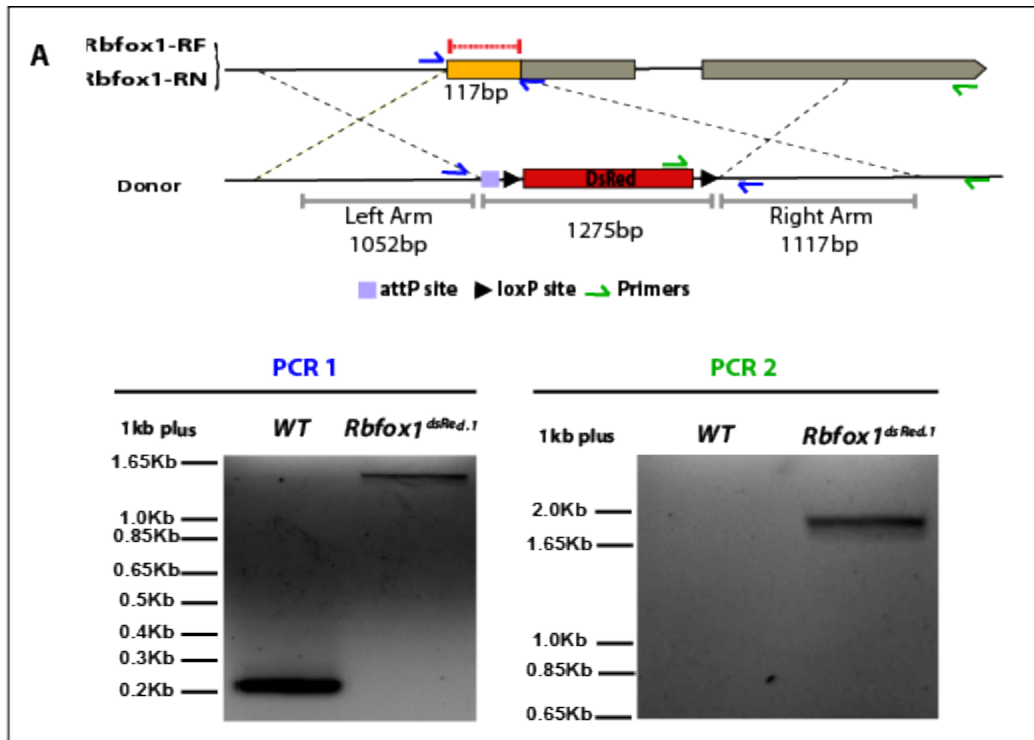 A
Rbfox1-RF
Rbfox1-RN
117bp
Donor
DsRed
Left Arm
1052bp
1275bp
Right Arm
1117bp
attP site
loxP site
Primers
PCR 1
1kb plus
WT
Rbfox1dsRed.1
1.65Kb
1.0Kb
0.85Kb
0.65Kb
0.5Kb
0.4Kb
0.3Kb
0.2Kb
PCR 2
1kb plus
WT
Rbfox1dsRed.1
2.0Kb
1.65Kb
1.0Kb
0.85Kb
0.65Kb